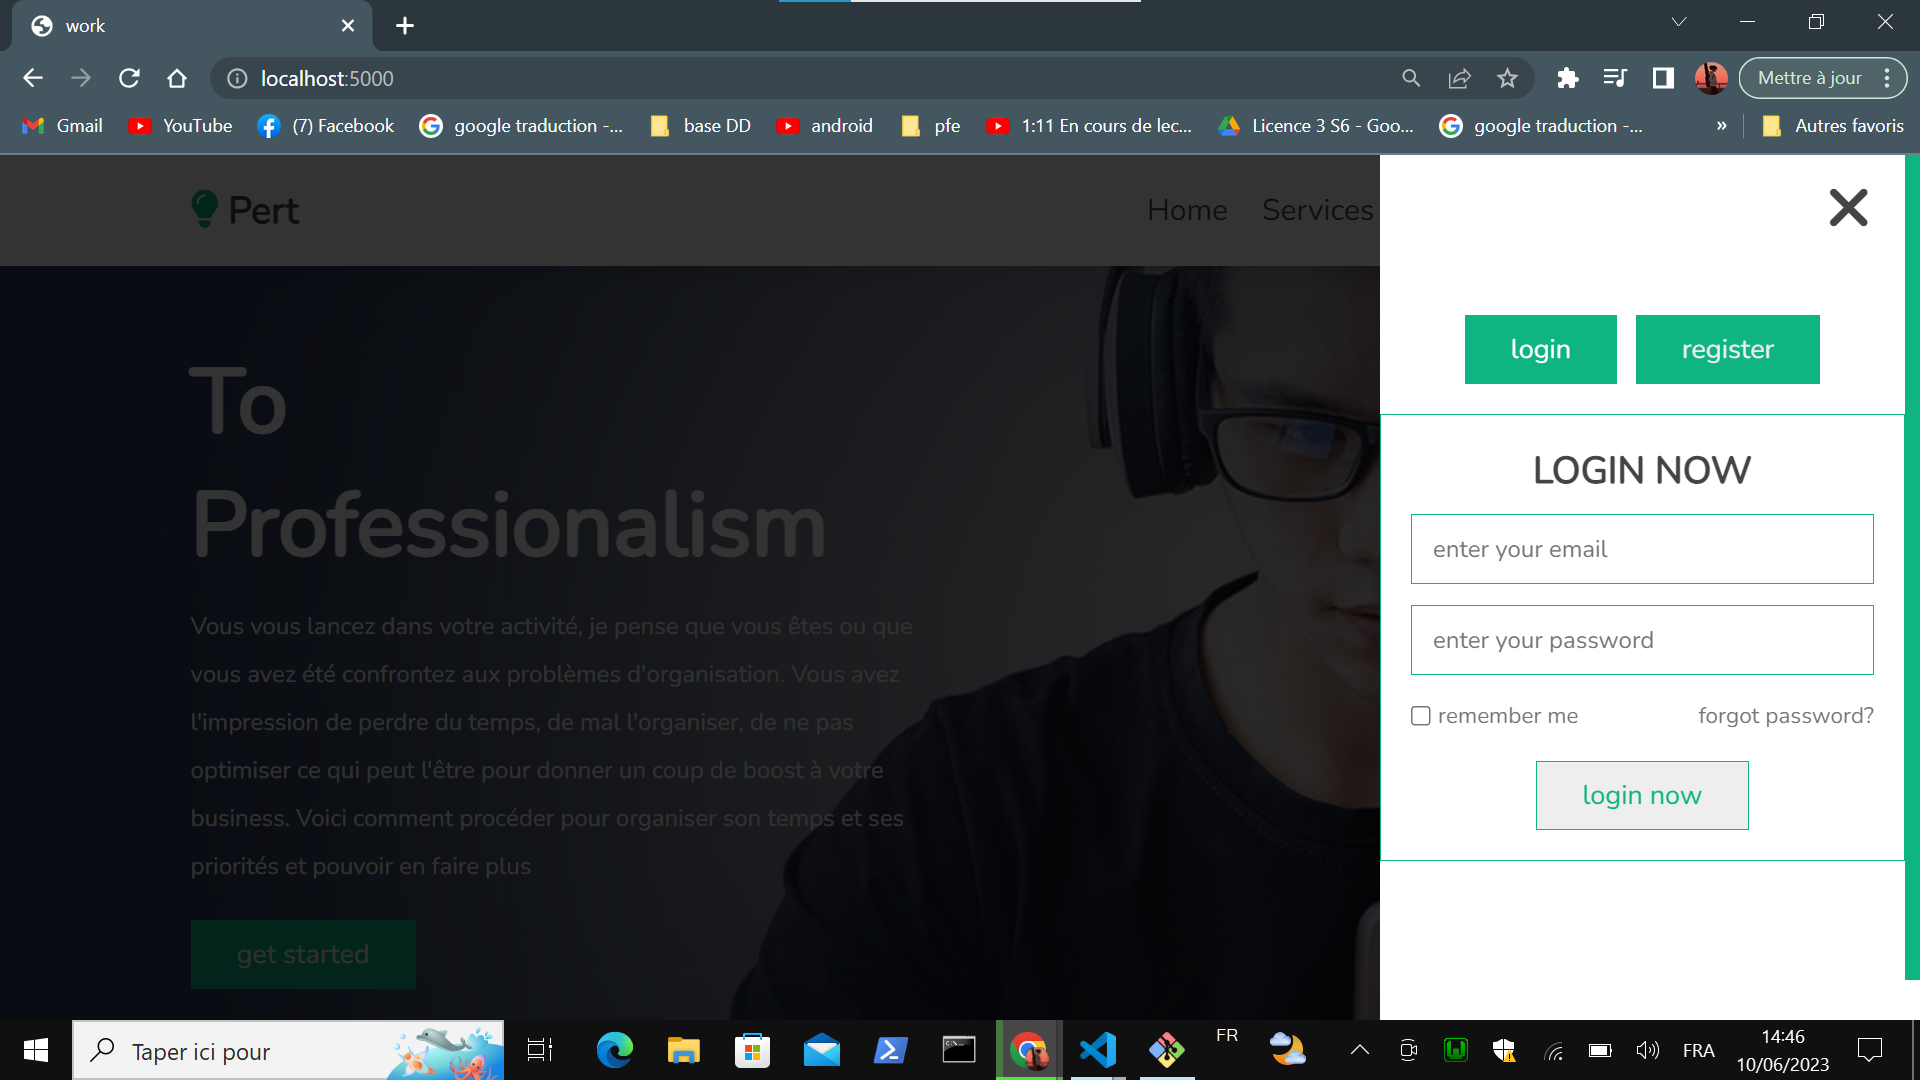 work
localhost:5000
Mettre à jour
Gmail YouTube (7) Facebook google traduction -... base DD android pfe 1:11 En cours de lec... Licence 3 S6 - Goo... google traduction -... » Autres favoris
Pert Home Services
login register
To
Professionalism
Vous vous lancez dans votre activité, je pense que vous êtes ou que
vous avez été confrontez aux problèmes d'organisation. Vous avez
l'impression de perdre du temps, de mal l'organiser, de ne pas
optimiser ce qui peut l'être pour donner un coup de boost à votre
business. Voici comment procéder pour organiser son temps et ses
priorités et pouvoir en faire plus
get started
LOGIN NOW
enter your email
enter your password
remember me forgot password?
login now
Taper ici pour
FR
FRA
14:46
10/06/2023